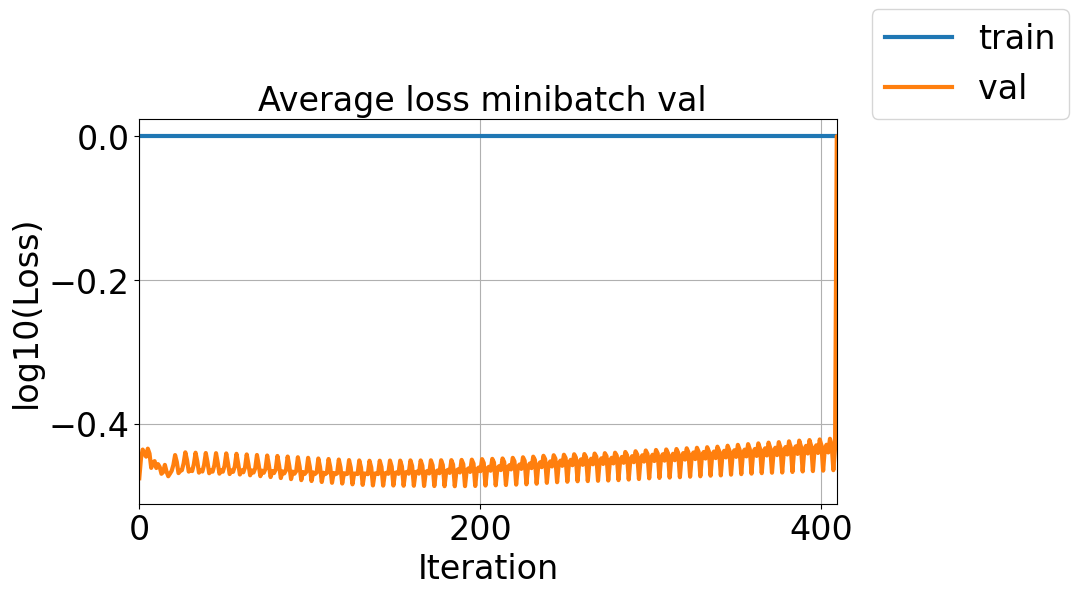 train
val
Average loss minibatch val
0.0
−0.2
−0.4
log10(Loss)
0
200
400
Iteration